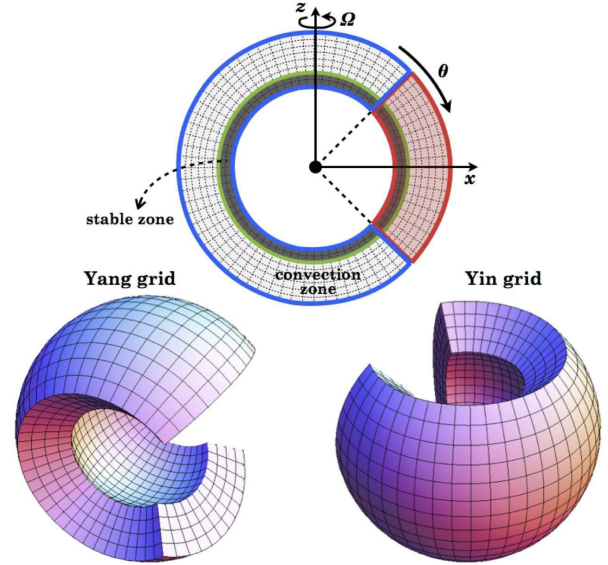 z
Ω
θ
x
stable zone
convection
zone
Yang grid
Yin grid